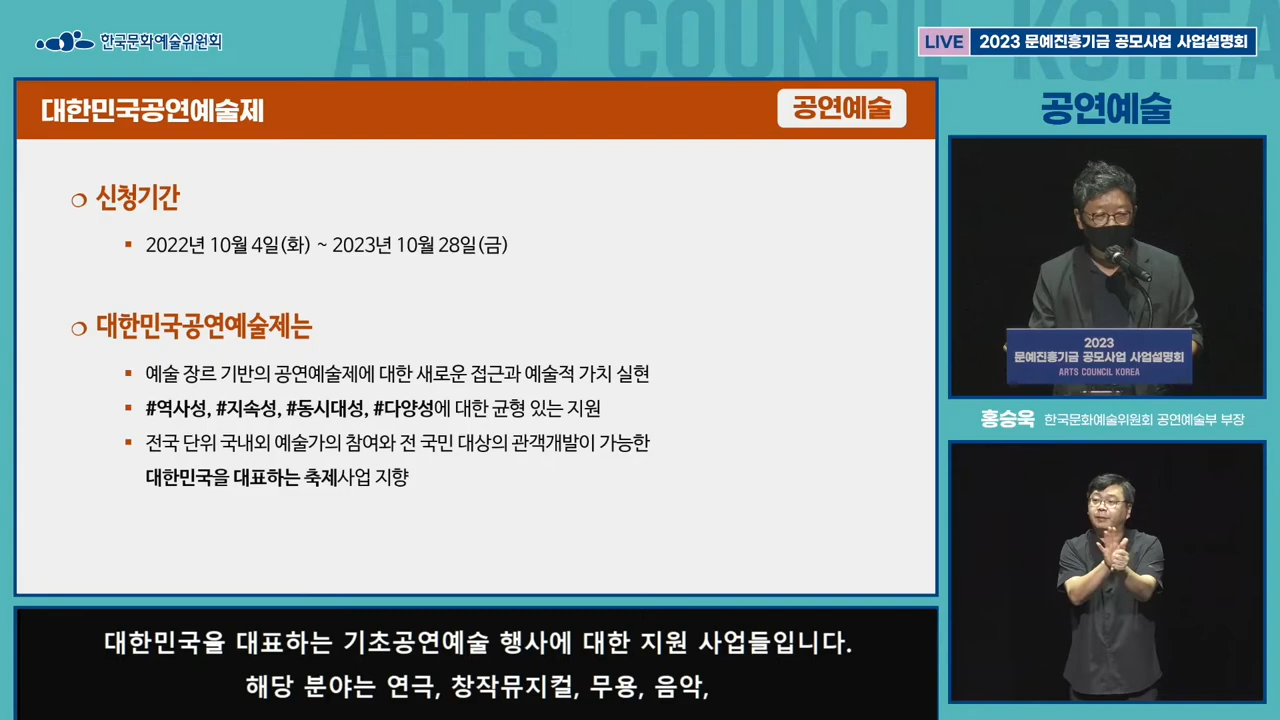 ARTS COUNCIL KOREA
한국문화예술위원회
LIVE 2023 문예진흥기금 공모사업 사업설명회
대한민국공연예술제
공연예술
공연예술
❍ 신청기간
▪ 2022년 10월 4일(화) ~ 2023년 10월 28일(금)
❍ 대한민국공연예술제는
▪ 예술 장르 기반의 공연예술제에 대한 새로운 접근과 예술적 가치 실현
▪ #역사성, #지속성, #동시대성, #다양성에 대한 균형 있는 지원
▪ 전국 단위 국내외 예술가의 참여와 전 국민 대상의 관객개발이 가능한
대한민국을 대표하는 축제사업 지향
2023
문예진흥기금 공모사업 사업설명회
ARTS COUNCIL KOREA
홍승욱 한국문화예술위원회 공연예술부 부장
대한민국을 대표하는 기초공연예술 행사에 대한 지원 사업들입니다.
해당 분야는 연극, 창작뮤지컬, 무용, 음악,